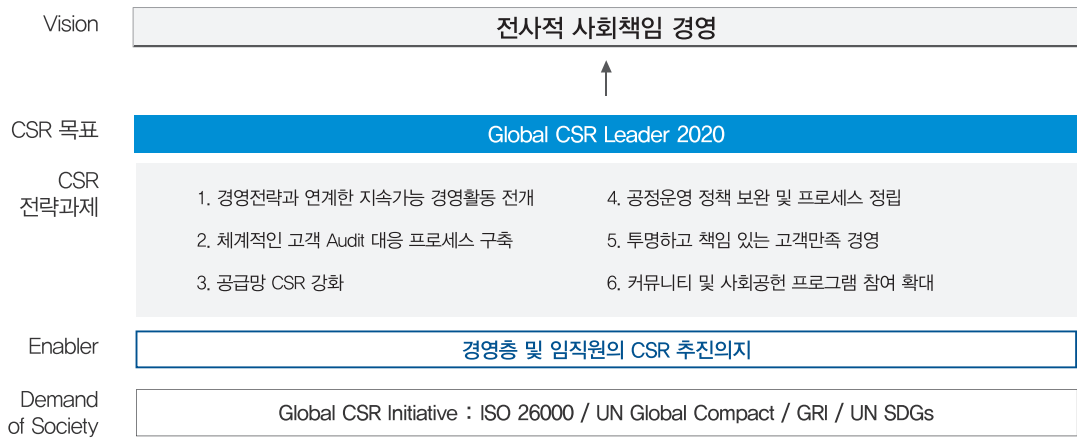 Vision
전사적 사회책임 경영
CSR 목표
Global CSR Leader 2020
CSR
전략과제
1. 경영전략과 연계한 지속가능 경영활동 전개
2. 체계적인 고객 Audit 대응 프로세스 구축
3. 공급망 CSR 강화
4. 공정운영 정책 보완 및 프로세스 정립
5. 투명하고 책임 있는 고객만족 경영
6. 커뮤니티 및 사회공헌 프로그램 참여 확대
Enabler
경영층 및 임직원의 CSR 추진의지
Demand
of Society
Global CSR Initiative : ISO 26000 / UN Global Compact / GRI / UN SDGs